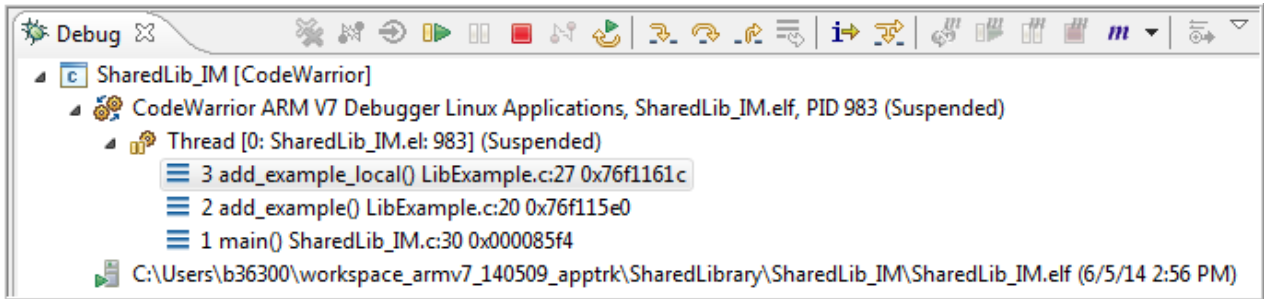 Debug
SharedLib_IM [CodeWarrior]
CodeWarrior ARM V7 Debugger Linux Applications, SharedLib_IM.elf, PID 983 (Suspended)
Thread [0: SharedLib_IM.el: 983] (Suspended)
3 add_example_local() LibExample.c:27 0x76f1161c
2 add_example() LibExample.c:20 0x76f115e0
1 main() SharedLib_IM.c:30 0x000085f4
C:\Users\b36300\workspace_armv7_140509_apptrk\SharedLibrary\SharedLib_IM\SharedLib_IM.elf (6/5/14 2:56 PM)